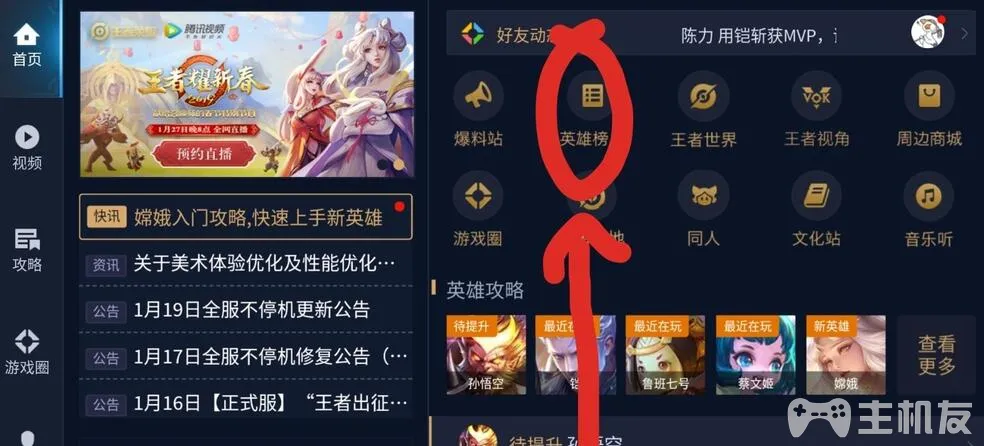 首页
视频
攻略
游戏圈
王者荣耀
腾讯视频
王者耀新春
1月27日晚8点 全网直播
预约直播
快讯 嫦娥入门攻略,快速上手新英雄
资讯 关于美术体验优化及性能优化…
公告 1月19日全服不停机更新公告
公告 1月17日全服不停机修复公告（…
公告 1月16日【正式服】“王者出征…
好友动态
陈力 用铠斩获MVP，
爆料站
英雄榜
王者世界
VOK
王者视角
周边商城
游戏圈
地
同人
文化站
音乐听
英雄攻略
待提升
最近在
最近在玩
最近在玩
新英雄
孙悟空
铠
鲁班七号
蔡文姬
嫦娥
查看
更多
待提升 孙悟空
主机友